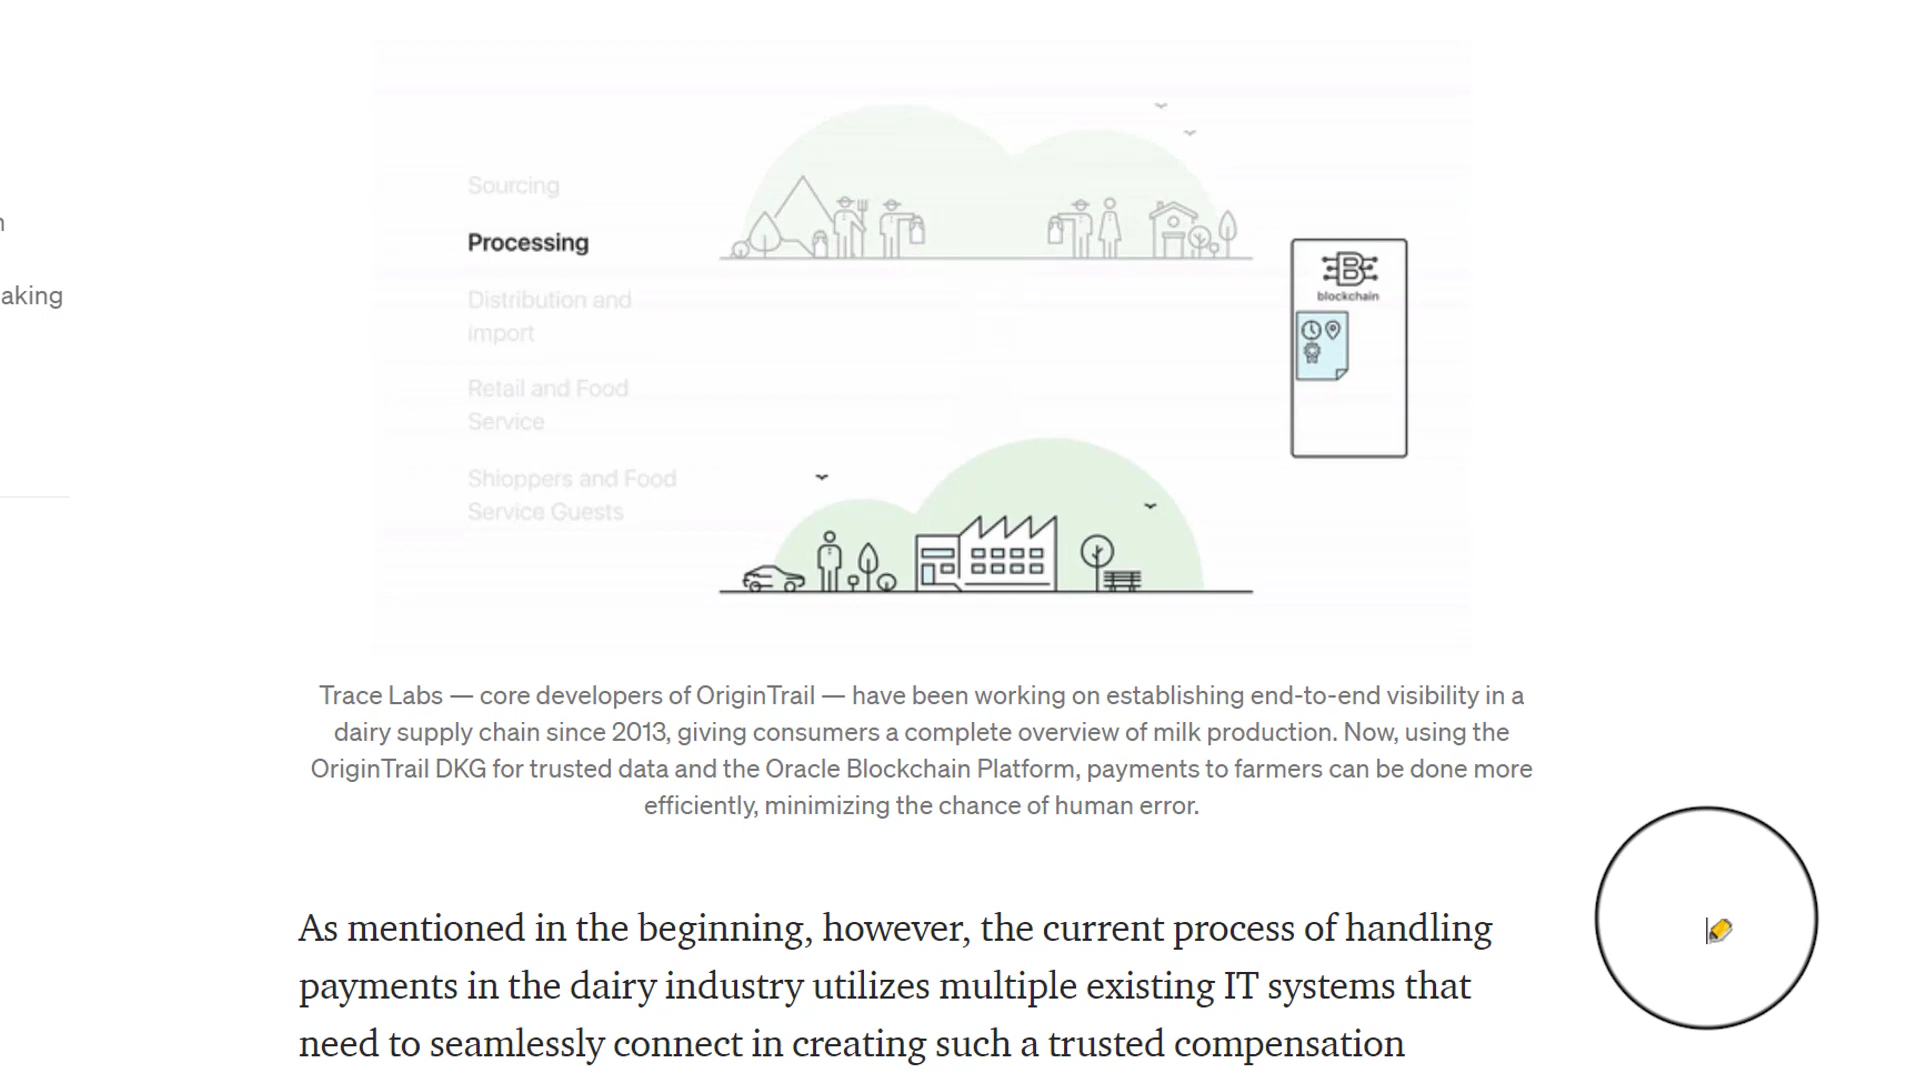 n
aking
Sourcing
Processing
Distribution and
import
Retail and Food
Service
Shioppers and Food
Service Guests
B
blockchain
Trace Labs — core developers of OriginTrail — have been working on establishing end-to-end visibility in a
dairy supply chain since 2013, giving consumers a complete overview of milk production. Now, using the
OriginTrail DKG for trusted data and the Oracle Blockchain Platform, payments to farmers can be done more
efficiently, minimizing the chance of human error.
As mentioned in the beginning, however, the current process of handling
payments in the dairy industry utilizes multiple existing IT systems that
need to seamlessly connect in creating such a trusted compensation